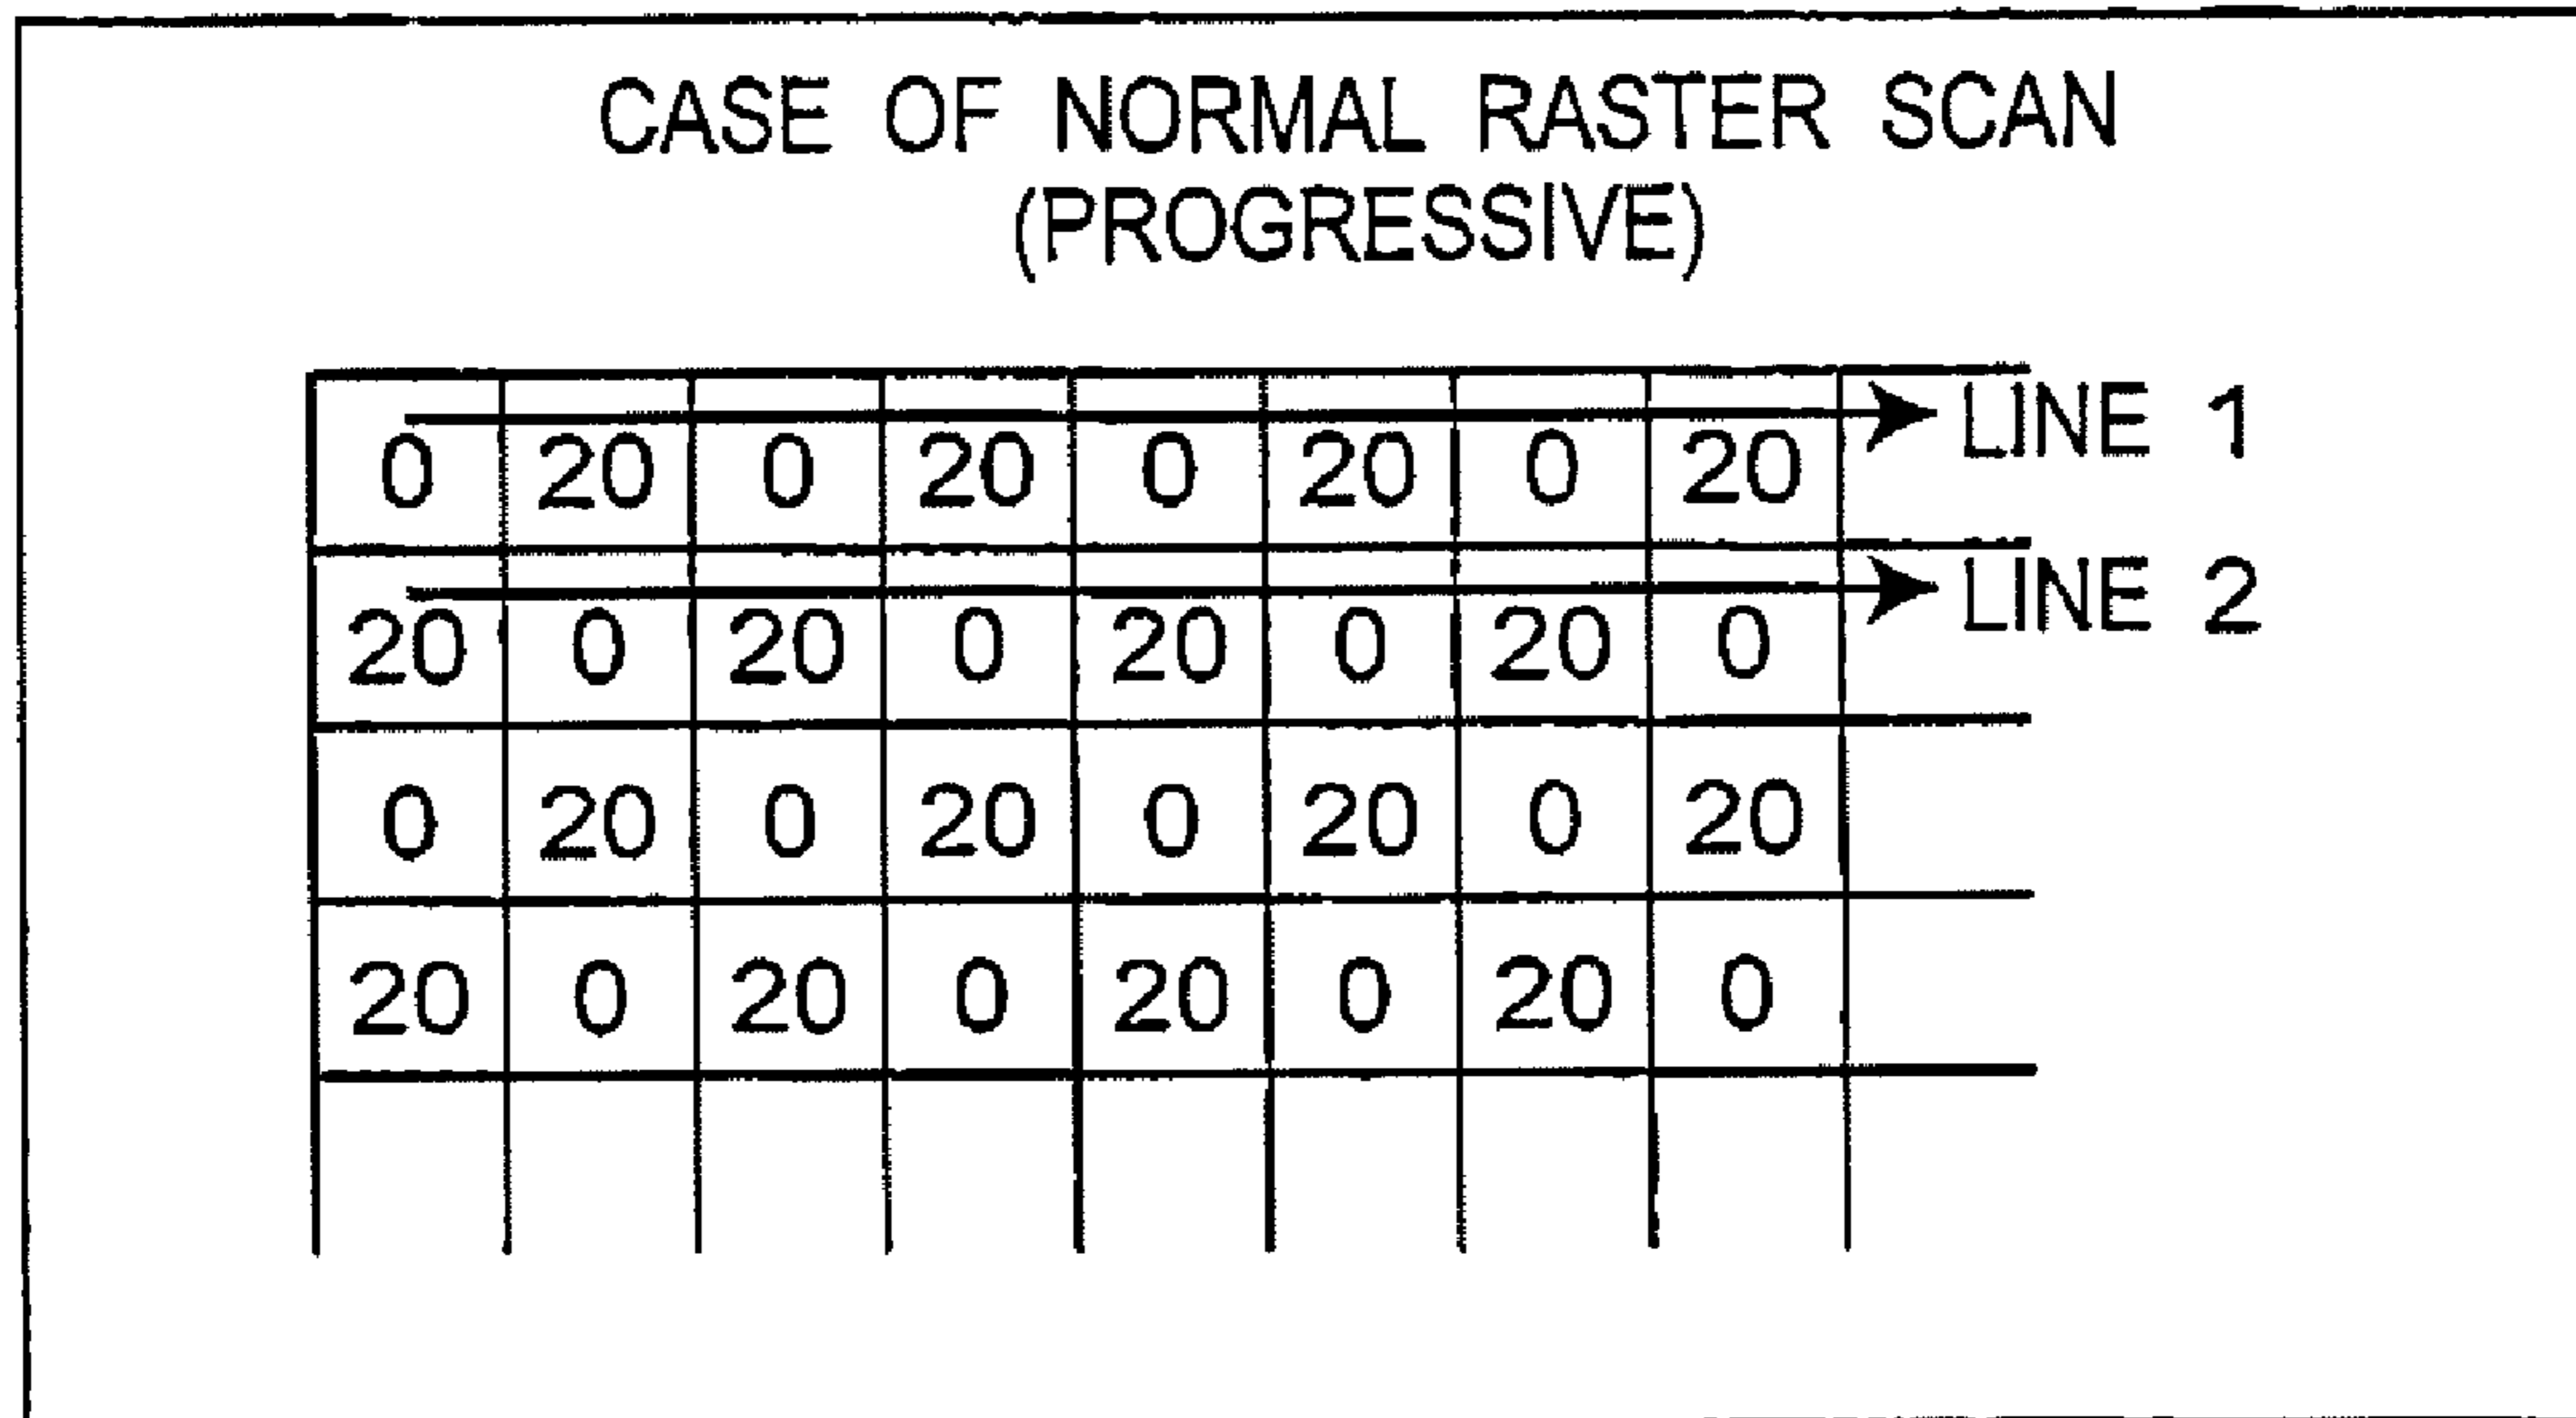 CASE OF NORMAL RASTER SCAN
(PROGRESSIVE)
0 20 0 20 0 20 0 20 LINE 1
20 0 20 0 20 0 20 0 LINE 2
0 20 0 20 0 20 0 20
20 0 20 0 20 0 20 0